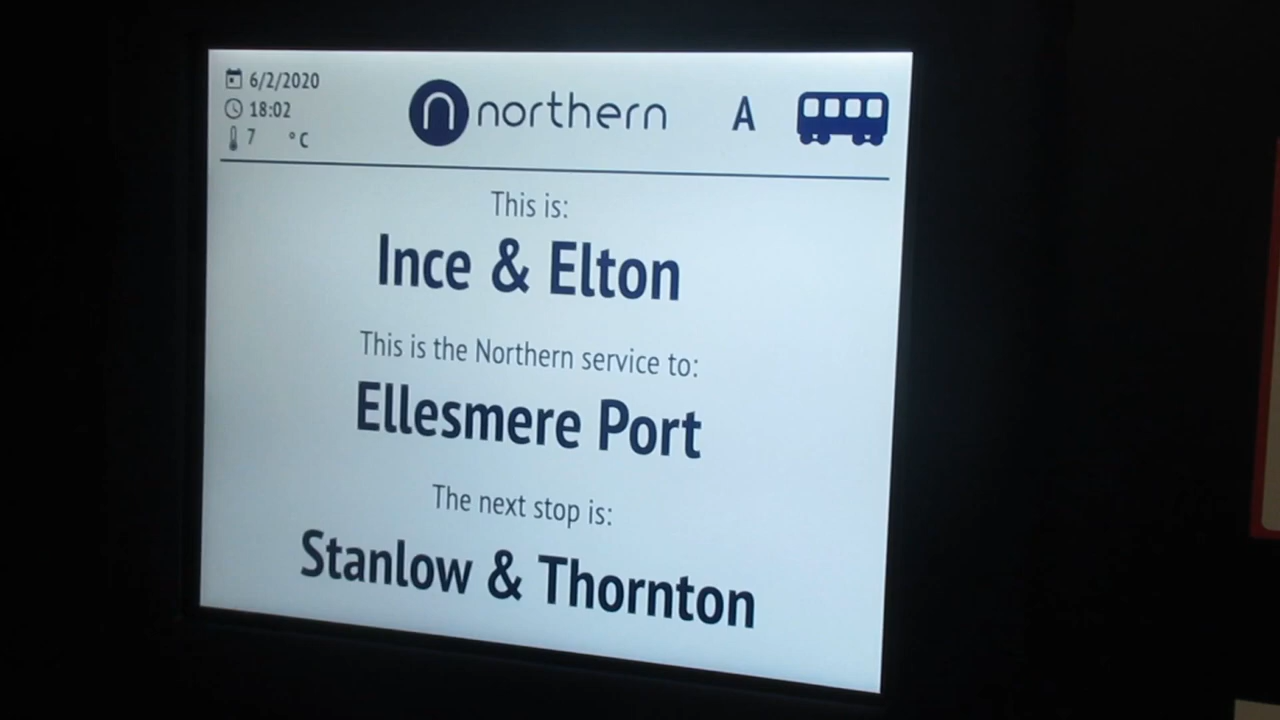 6/2/2020
18:02
7 °C
northern
A
This is:
Ince & Elton
This is the Northern service to:
Ellesmere Port
The next stop is:
Stanlow & Thornton